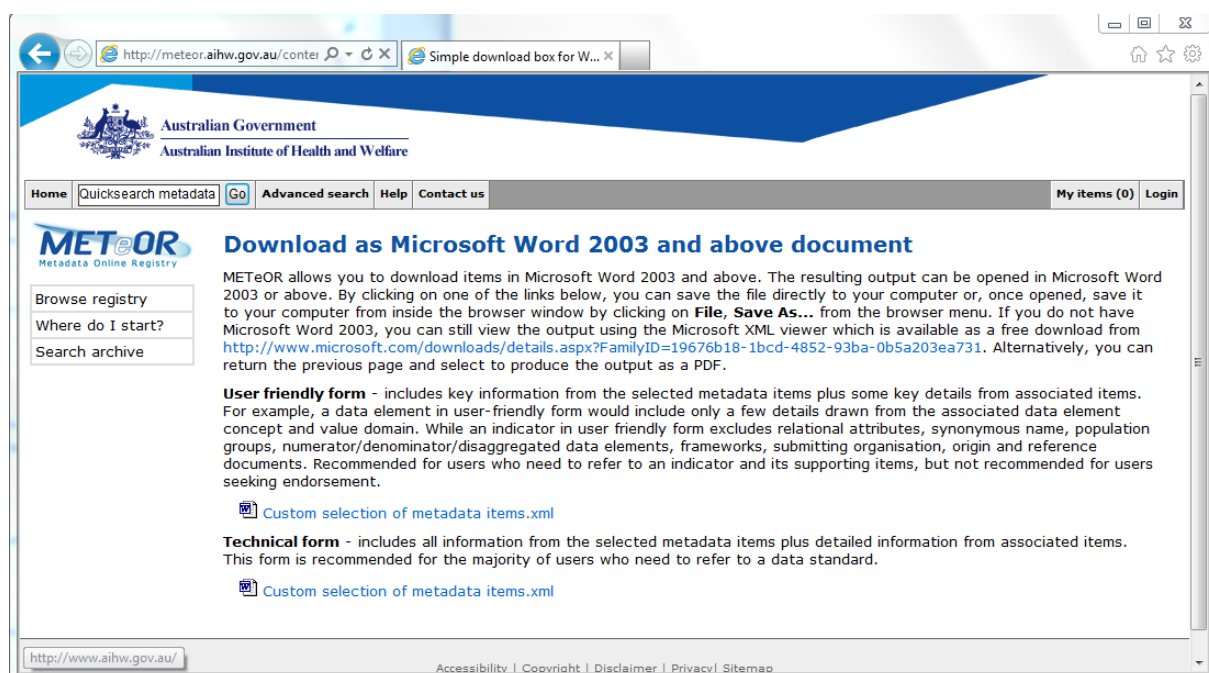 http://meteor.aihw.gov.au/conter
Simple download box for W...
Australian Government
Australian Institute of Health and Welfare
Home Quicksearch metadata Go Advanced search Help Contact us My items (0) Login
METeOR
Metadata Online Registry
Browse registry
Where do I start?
Search archive
Download as Microsoft Word 2003 and above document
METeOR allows you to download items in Microsoft Word 2003 and above. The resulting output can be opened in Microsoft Word
2003 or above. By clicking on one of the links below, you can save the file directly to your computer or, once opened, save it
to your computer from inside the browser window by clicking on File, Save As... from the browser menu. If you do not have
Microsoft Word 2003, you can still view the output using the Microsoft XML viewer which is available as a free download from
http://www.microsoft.com/downloads/details.aspx?FamilyID=19676b18-1bcd-4852-93ba-0b5a203ea731. Alternatively, you can
return the previous page and select to produce the output as a PDF.
User friendly form - includes key information from the selected metadata items plus some key details from associated items.
For example, a data element in user-friendly form would include only a few details drawn from the associated data element
concept and value domain. While an indicator in user friendly form excludes relational attributes, synonymous name, population
groups, numerator/denominator/disaggregated data elements, frameworks, submitting organisation, origin and reference
documents. Recommended for users who need to refer to an indicator and its supporting items, but not recommended for users
seeking endorsement.
Custom selection of metadata items.xml
Technical form - includes all information from the selected metadata items plus detailed information from associated items.
This form is recommended for the majority of users who need to refer to a data standard.
Custom selection of metadata items.xml
http://www.aihw.gov.au/
Accessibility | Copyright | Disclaimer | Privacy| Sitemap